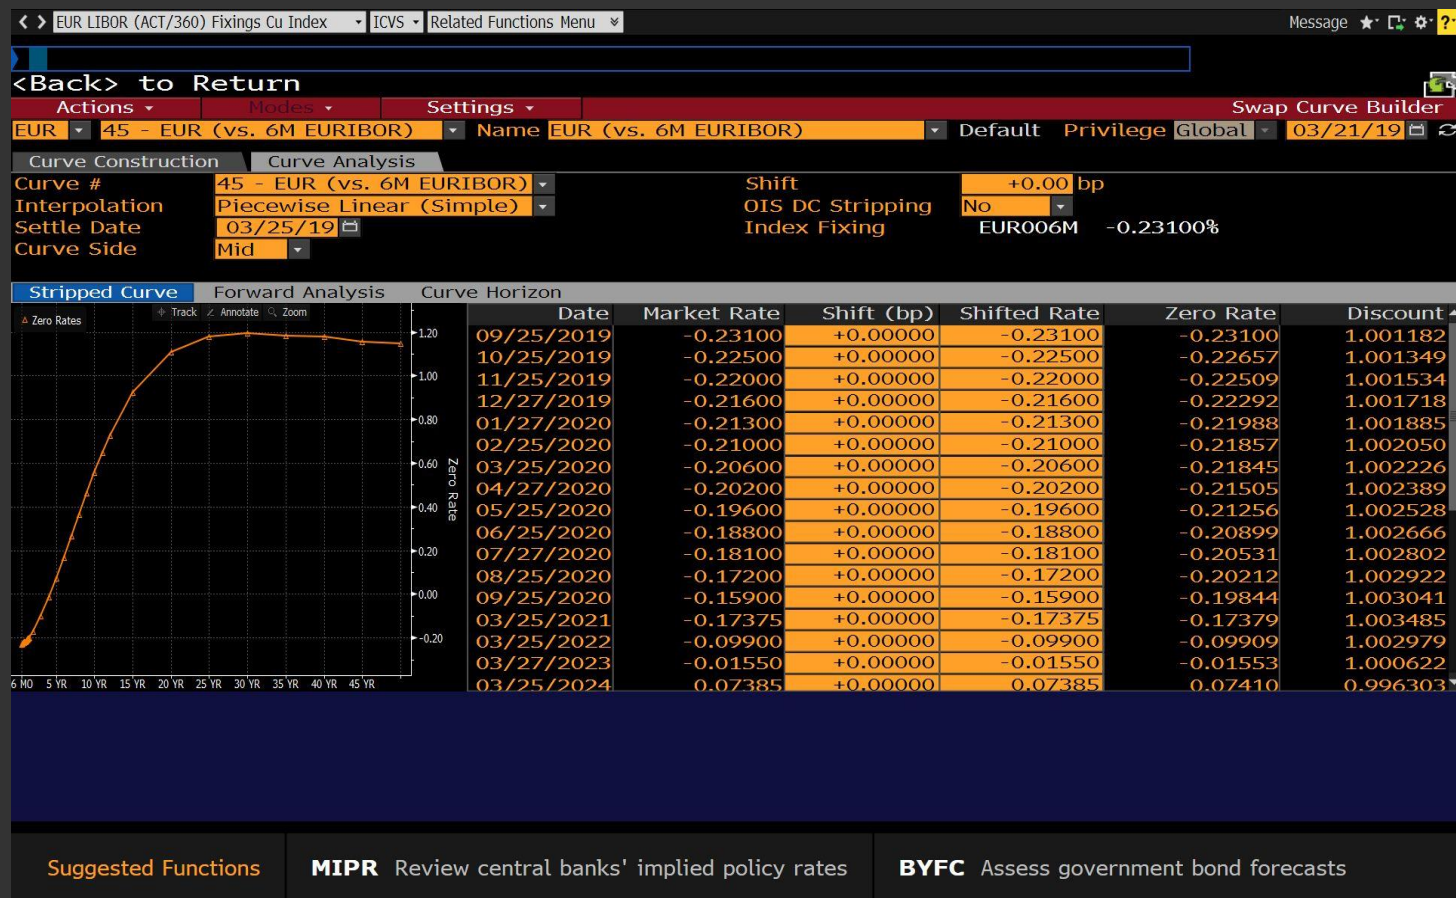 EUR LIBOR (ACT/360) Fixings Cu Index ICVS Related Functions Menu Message ?
<Back> to Return
Actions Modes Settings Swap Curve Builder
EUR 45 - EUR (vs. 6M EURIBOR) Name EUR (vs. 6M EURIBOR) Default Privilege Global 03/21/19
Curve Construction Curve Analysis
Curve # 45 - EUR (vs. 6M EURIBOR) Shift +0.00 bp
Interpolation Piecewise Linear (Simple) OIS DC Stripping No
Settle Date 03/25/19 Index Fixing EUR006M -0.23100%
Curve Side Mid
Stripped Curve Forward Analysis Curve Horizon
Track Annotate Zoom
Zero Rates
1.20
1.00
0.80
0.60
0.40
0.20
0.00
-0.20
Zero Rate
6 MO 5 YR 10 YR 15 YR 20 YR 25 YR 30 YR 35 YR 40 YR 45 YR
Date Market Rate Shift (bp) Shifted Rate Zero Rate Discount
09/25/2019 -0.23100 +0.00000 -0.23100 -0.23100 1.001182
10/25/2019 -0.22500 +0.00000 -0.22500 -0.22657 1.001349
11/25/2019 -0.22000 +0.00000 -0.22000 -0.22509 1.001534
12/27/2019 -0.21600 +0.00000 -0.21600 -0.22292 1.001718
01/27/2020 -0.21300 +0.00000 -0.21300 -0.21988 1.001885
02/25/2020 -0.21000 +0.00000 -0.21000 -0.21857 1.002050
03/25/2020 -0.20600 +0.00000 -0.20600 -0.21845 1.002226
04/27/2020 -0.20200 +0.00000 -0.20200 -0.21505 1.002389
05/25/2020 -0.19600 +0.00000 -0.19600 -0.21256 1.002528
06/25/2020 -0.18800 +0.00000 -0.18800 -0.20899 1.002666
07/27/2020 -0.18100 +0.00000 -0.18100 -0.20531 1.002802
08/25/2020 -0.17200 +0.00000 -0.17200 -0.20212 1.002922
09/25/2020 -0.15900 +0.00000 -0.15900 -0.19844 1.003041
03/25/2021 -0.17375 +0.00000 -0.17375 -0.17379 1.003485
03/25/2022 -0.09900 +0.00000 -0.09900 -0.09909 1.002979
03/27/2023 -0.01550 +0.00000 -0.01550 -0.01553 1.000622
03/25/2024 0.07385 +0.00000 0.07385 0.07410 0.996303
Suggested Functions MIPR Review central banks' implied policy rates BYFC Assess government bond forecasts